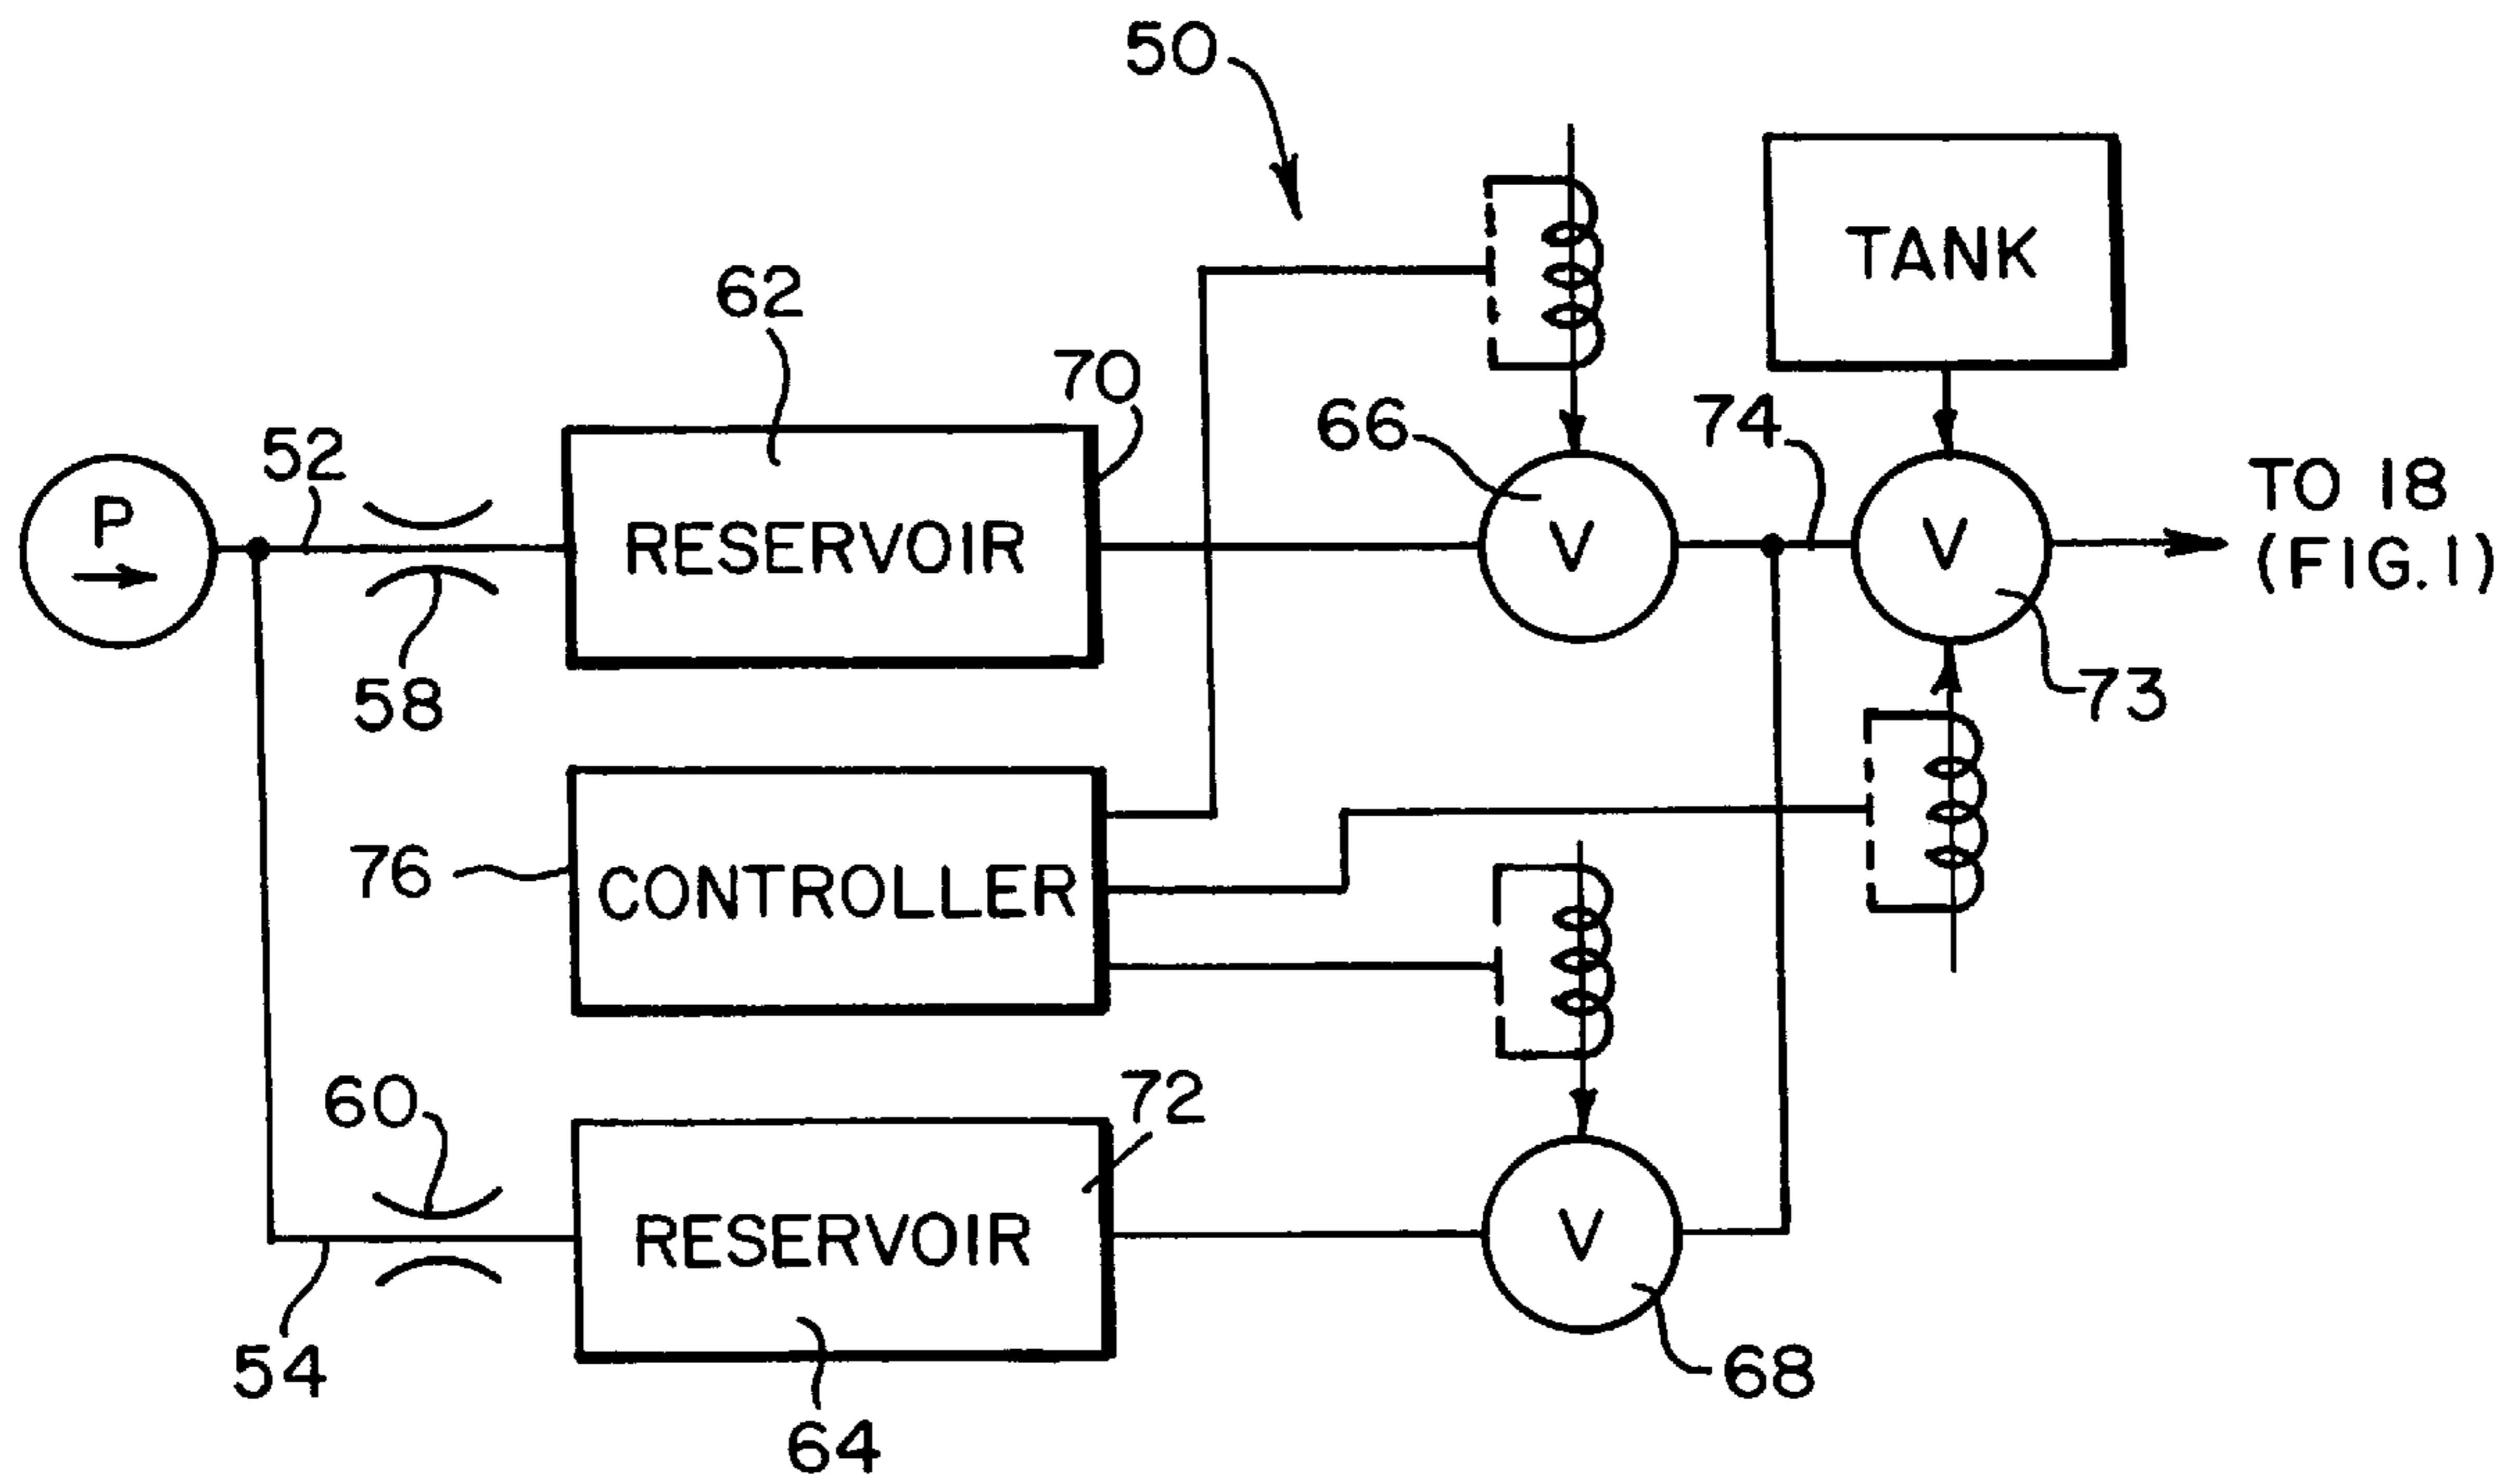 50
TANK
62
70
66
74
52
P
RESERVOIR
V
V
TO 18
(FIG. 1)
58
73
76
CONTROLLER
60
72
RESERVOIR
V
54
64
68